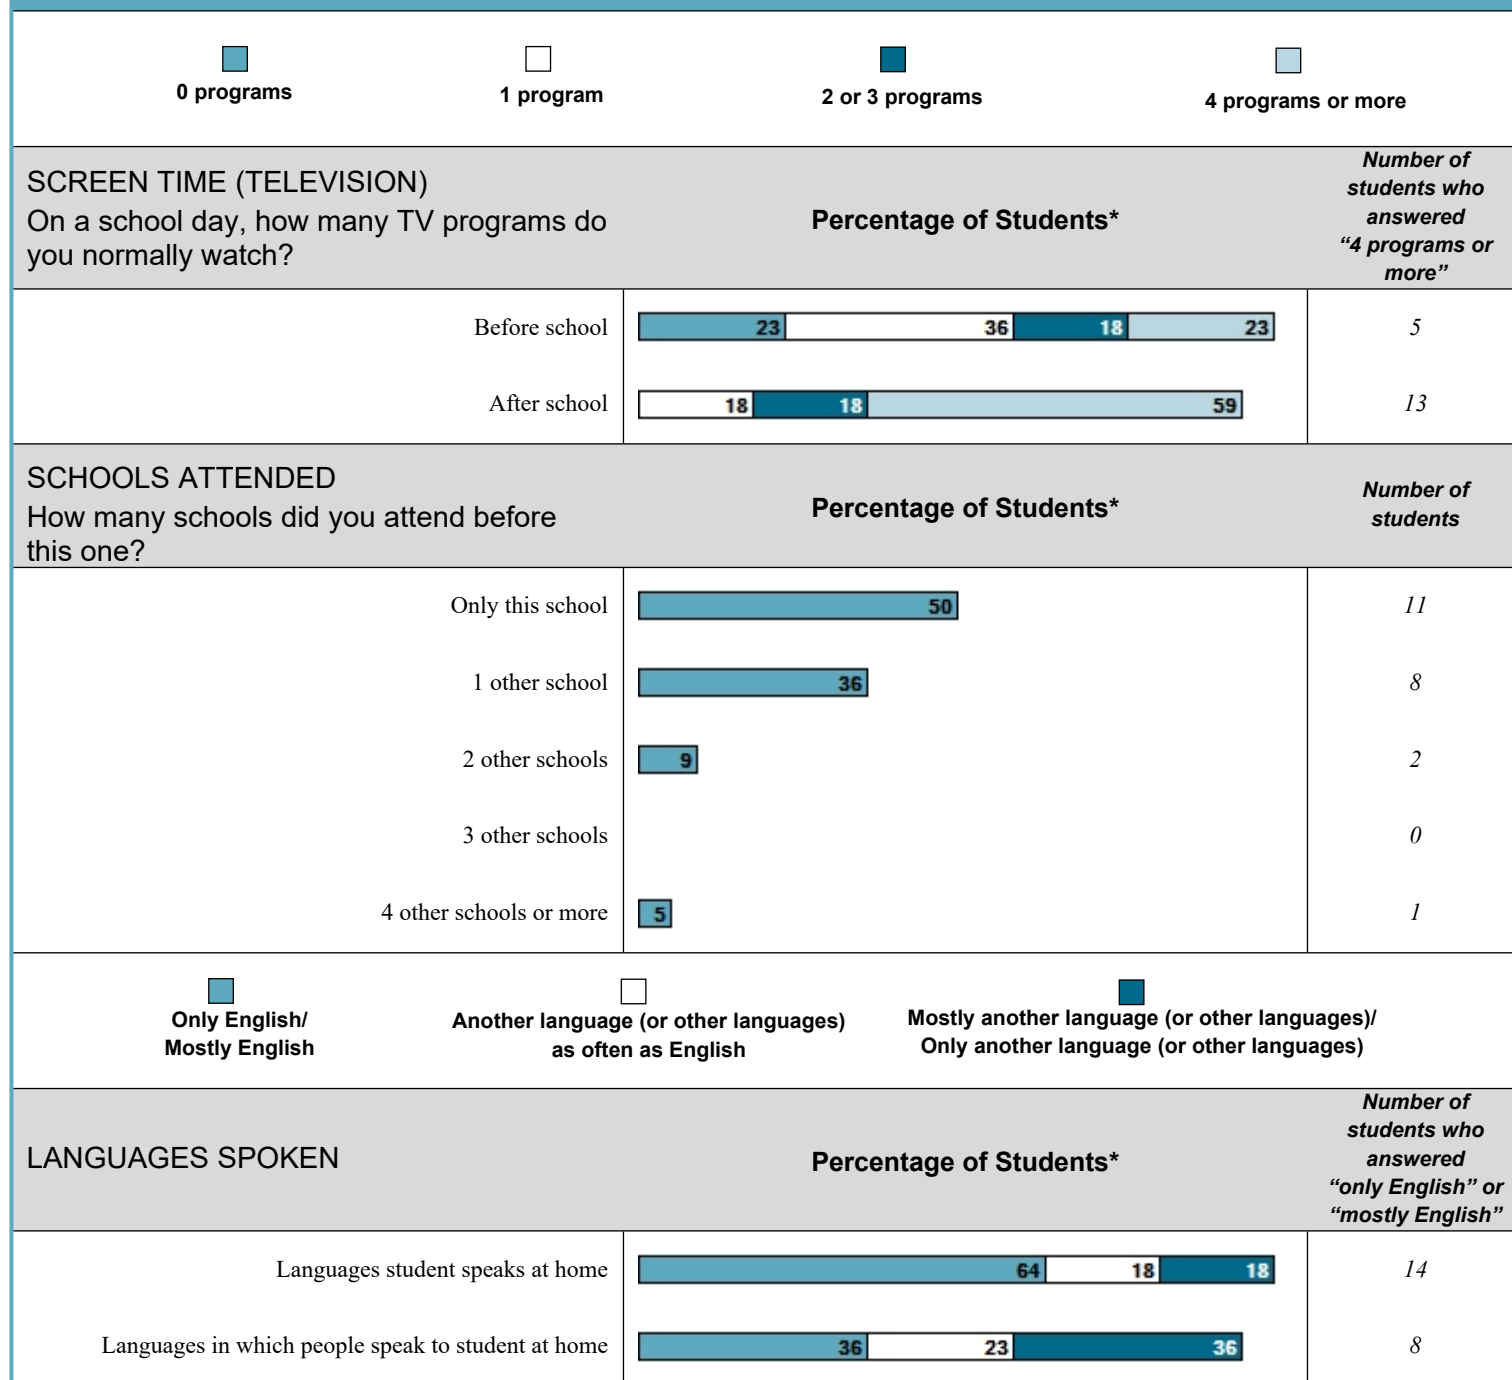 0 programs
1 program
2 or 3 programs
4 programs or more
SCREEN TIME (TELEVISION)
On a school day, how many TV programs do
you normally watch?
Percentage of Students*
Number of
students who
answered
“4 programs or
more”
Before school
23 36 18 23
5
After school
18 18 59
13
SCHOOLS ATTENDED
How many schools did you attend before
this one?
Percentage of Students*
Number of
students
Only this school
50
11
1 other school
36
8
2 other schools
9
2
3 other schools
0
4 other schools or more
5
1
Only English/
Mostly English
Another language (or other languages)
as often as English
Mostly another language (or other languages)/
Only another language (or other languages)
LANGUAGES SPOKEN
Percentage of Students*
Number of
students who
answered
“only English” or
“mostly English”
Languages student speaks at home
64 18 18
14
Languages in which people speak to student at home
36 23 36
8